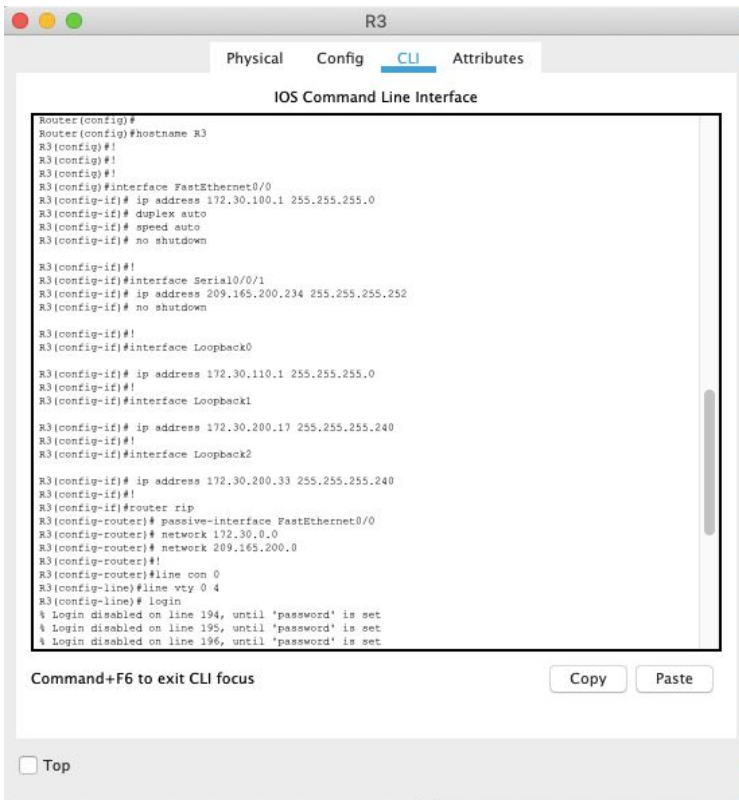 R3
Physical Config CLI Attributes
IOS Command Line Interface
Router(config)#
Router(config)#hostname R3
R3(config)#!
R3(config)#!
R3(config)#!
R3(config)#interface FastEthernet0/0
R3(config-if)# ip address 172.30.100.1 255.255.255.0
R3(config-if)# duplex auto
R3(config-if)# speed auto
R3(config-if)# no shutdown
R3(config-if)#!
R3(config-if)#interface Serial0/0/1
R3(config-if)# ip address 209.165.200.234 255.255.255.252
R3(config-if)# no shutdown
R3(config-if)#!
R3(config-if)#interface Loopback0
R3(config-if)# ip address 172.30.110.1 255.255.255.0
R3(config-if)#!
R3(config-if)#interface Loopback1
R3(config-if)# ip address 172.30.200.17 255.255.255.240
R3(config-if)#!
R3(config-if)#interface Loopback2
R3(config-if)# ip address 172.30.200.33 255.255.255.240
R3(config-if)#!
R3(config-if)#router rip
R3(config-router)# passive-interface FastEthernet0/0
R3(config-router)# network 172.30.0.0
R3(config-router)# network 209.165.200.0
R3(config-router)#!
R3(config-router)#line con 0
R3(config-line)#line vty 0 4
R3(config-line)# login
% Login disabled on line 194, until 'password' is set
% Login disabled on line 195, until 'password' is set
% Login disabled on line 196, until 'password' is set
Command+F6 to exit CLI focus
Copy Paste
Top